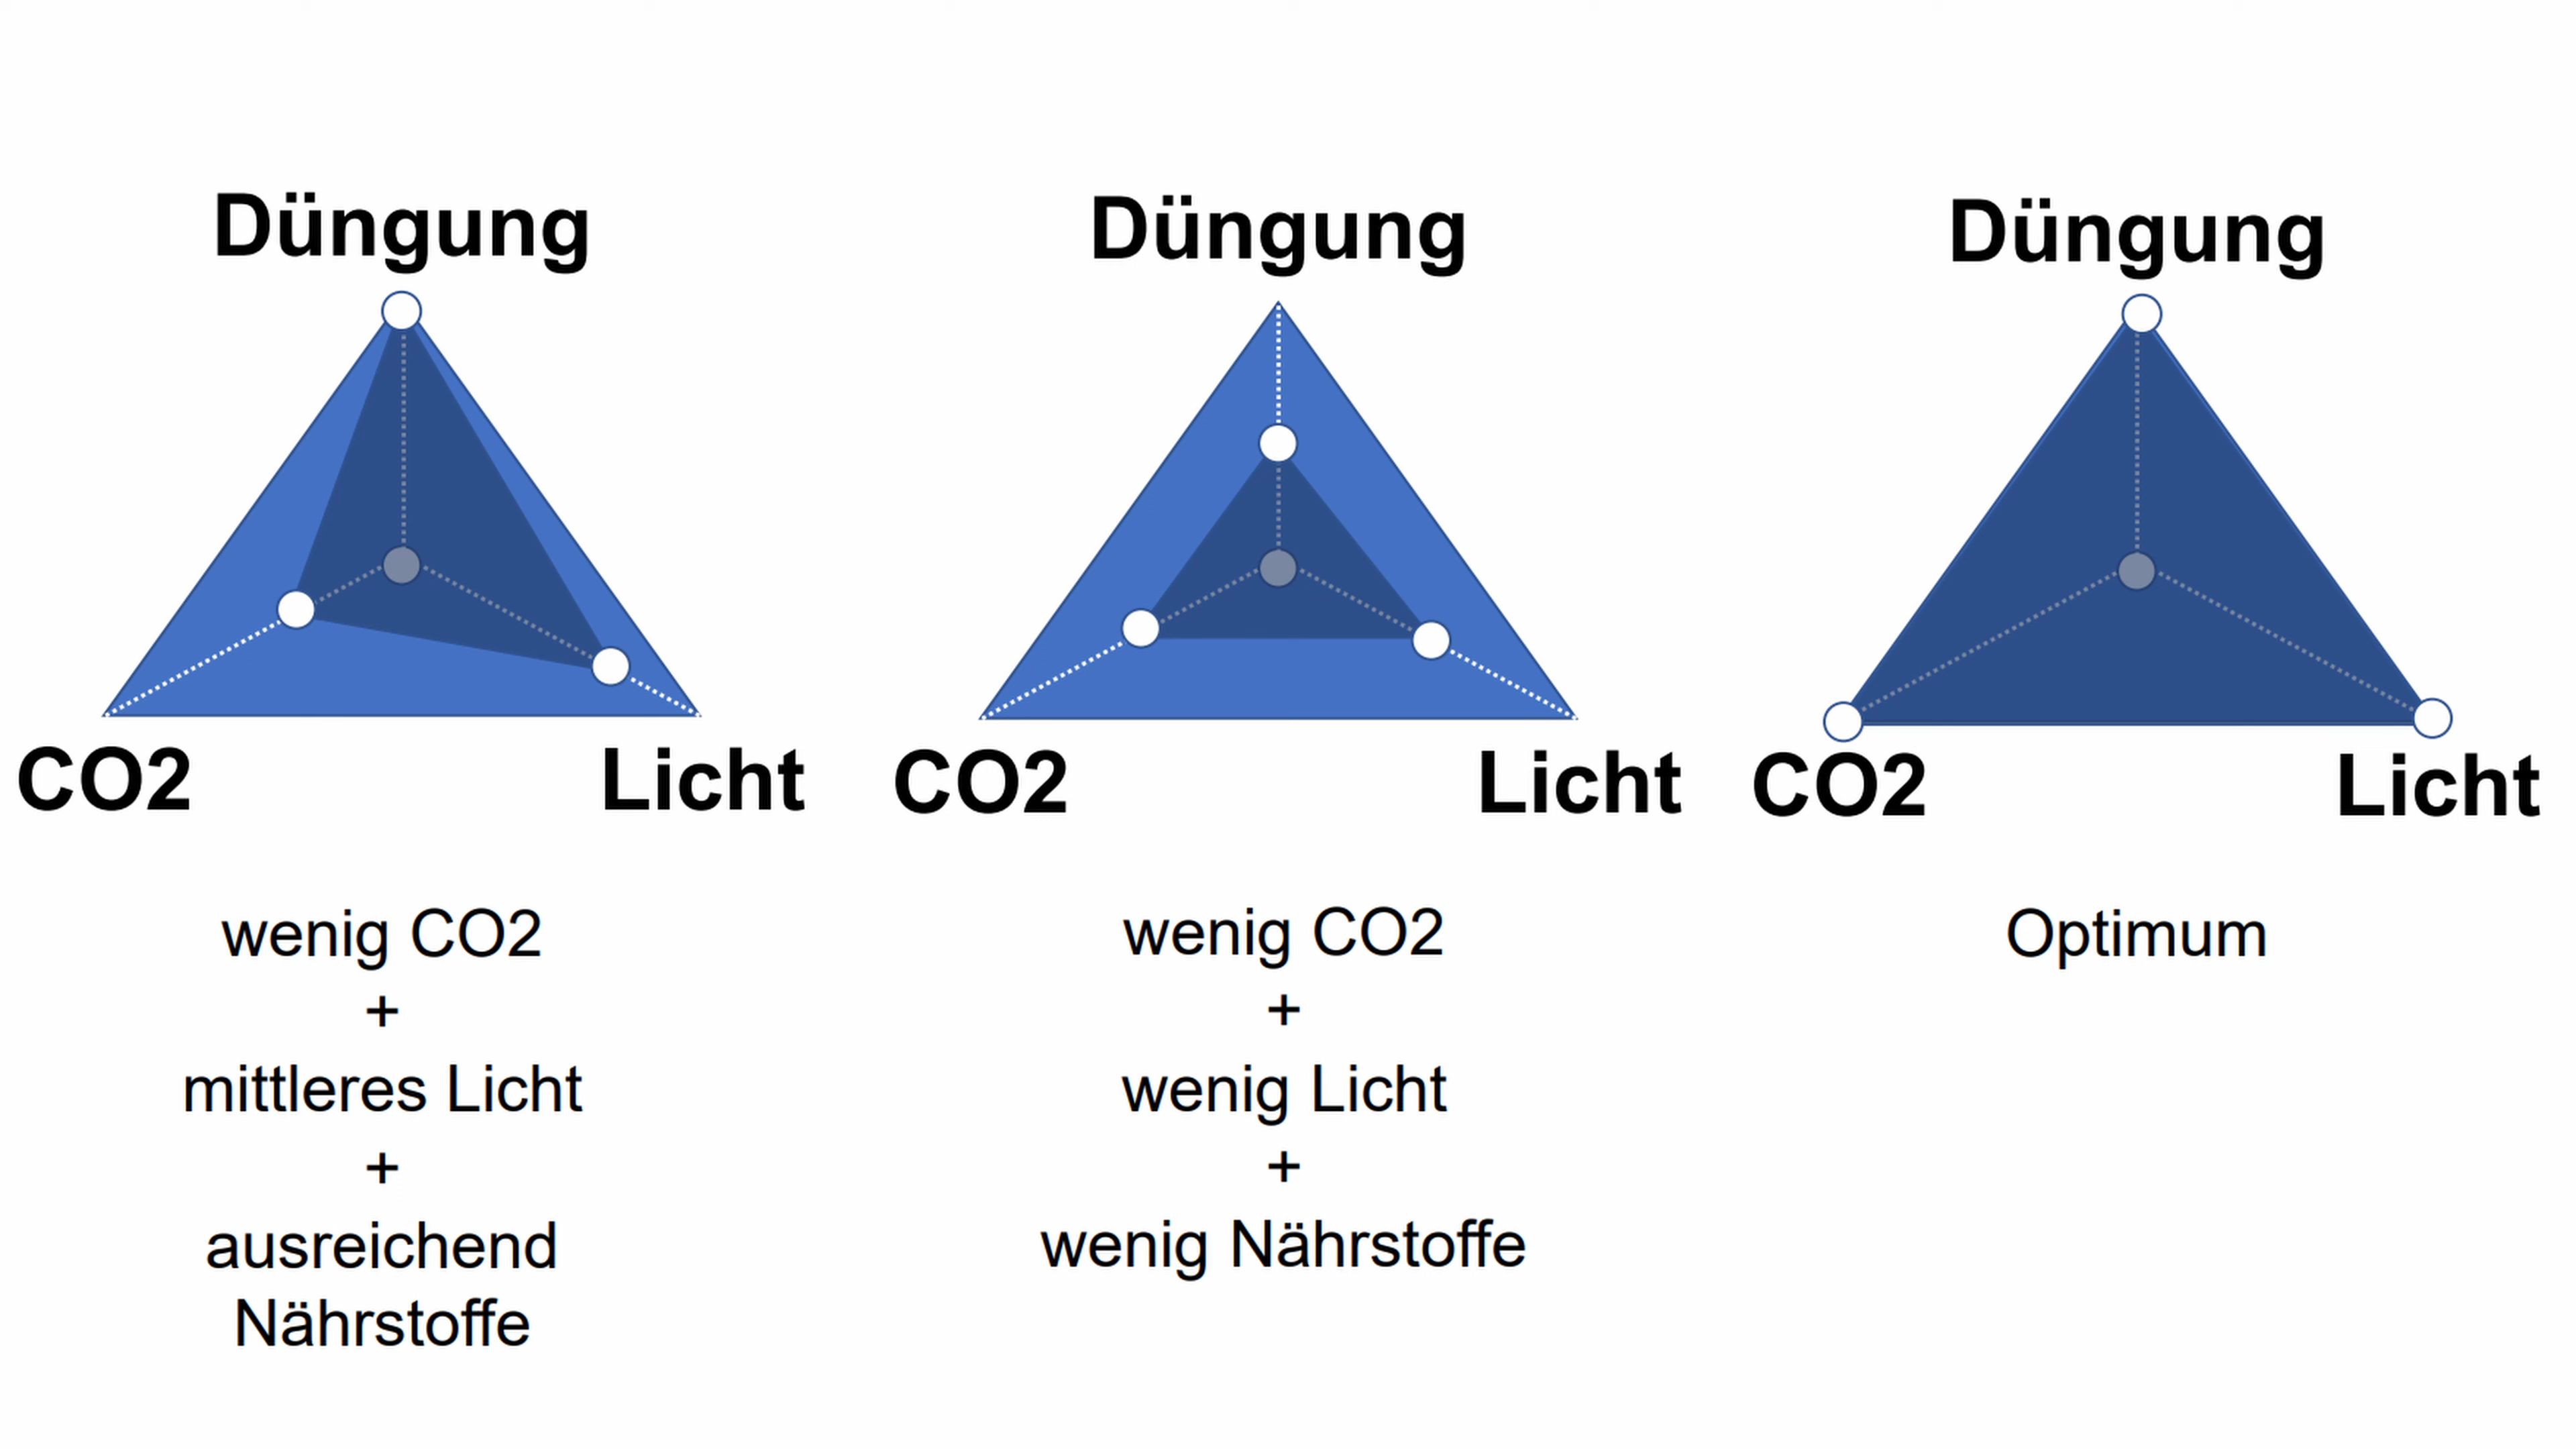 Düngung
CO2
Licht
wenig CO2
+
mittleres Licht
+
ausreichend
Nährstoffe
Düngung
CO2
Licht
wenig CO2
+
wenig Licht
+
wenig Nährstoffe
Düngung
CO2
Licht
Optimum